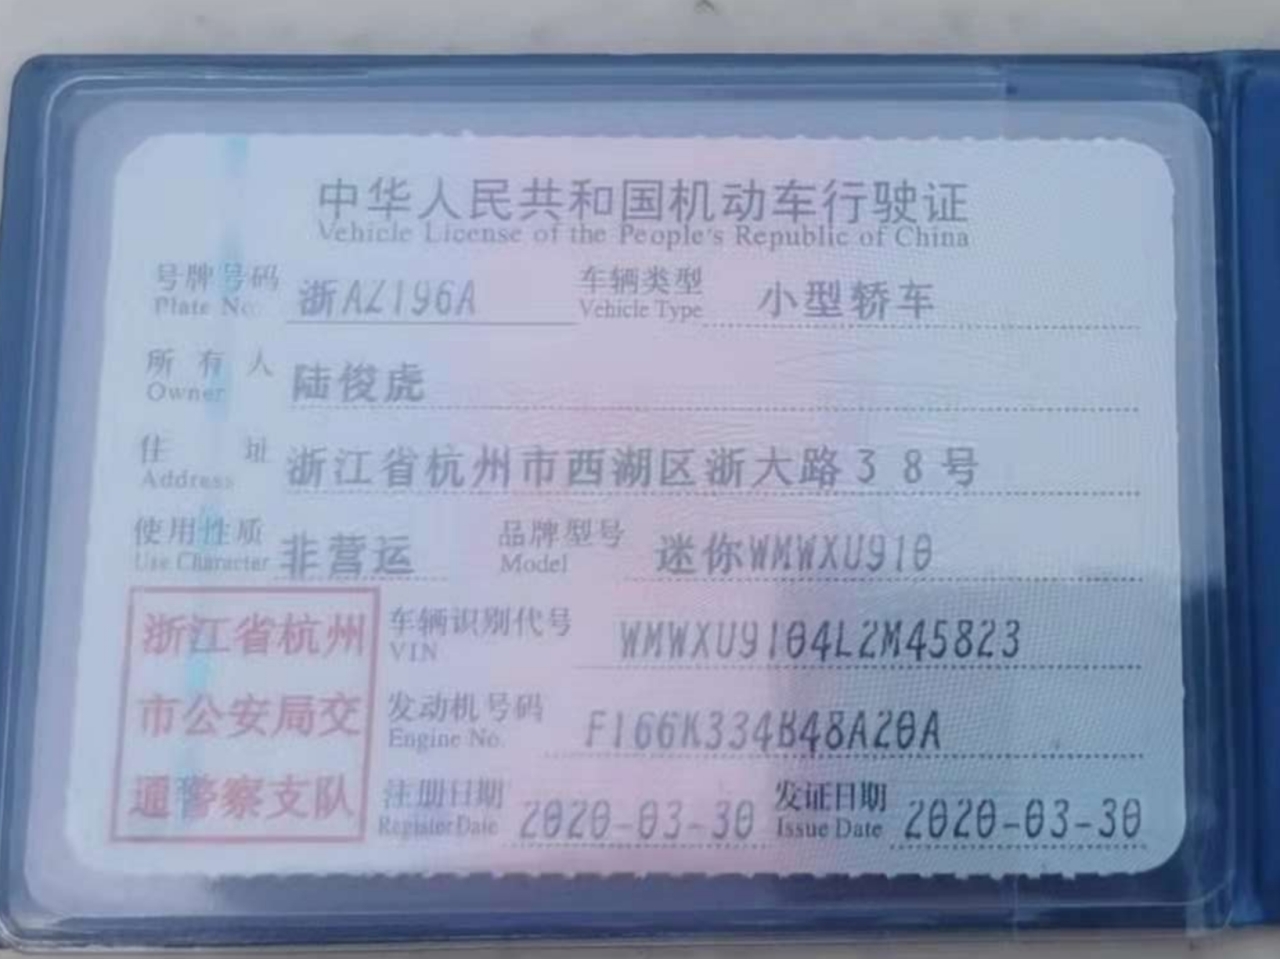 中华人民共和国机动车行驶证
Vehicle License of the People's Republic of China
号牌号码 浙AZ196A 车辆类型 小型轿车
Plate No. Vehicle Type
所有人 陆俊虎
Owner
住址 浙江省杭州市西湖区浙大路38号
Address
使用性质 非营运 品牌型号 迷你WMWXU910
Use Character Model
浙江省杭州 车辆识别代号 WMWXU9104L2M45823
VIN
市公安局交 发动机号码 F166K334B48A20A
Engine No.
通警察支队 注册日期 2020-03-30 发证日期 2020-03-30
Register Date Issue Date